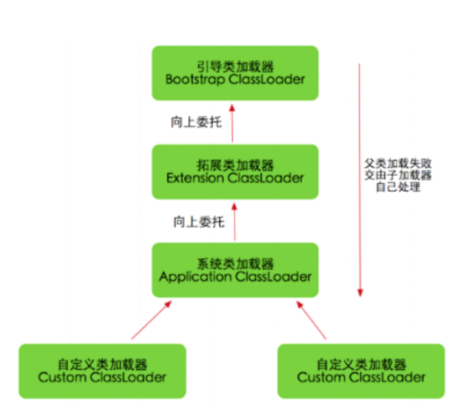 引导类加载器
Bootstrap ClassLoader
向上委托
拓展类加载器
Extension ClassLoader
父类加载失败
交由子加载器
自己处理
向上委托
系统类加载器
Application ClassLoader
自定义类加载器
Custom ClassLoader
自定义类加载器
Custom ClassLoader